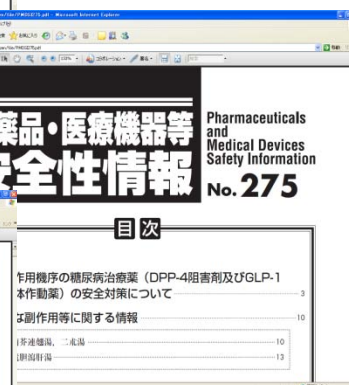 薬品・医療機器等
安全性情報
Pharmaceuticals
and
Medical Devices
Safety Information
No. 275
目次
作用機序の糖尿病治療薬（DPP-4阻害剤及びGLP-1
体作動薬）の安全対策について 3
な副作用等に関する情報 10
芥連翹湯，二朮湯 10
胆瀉肝湯 13